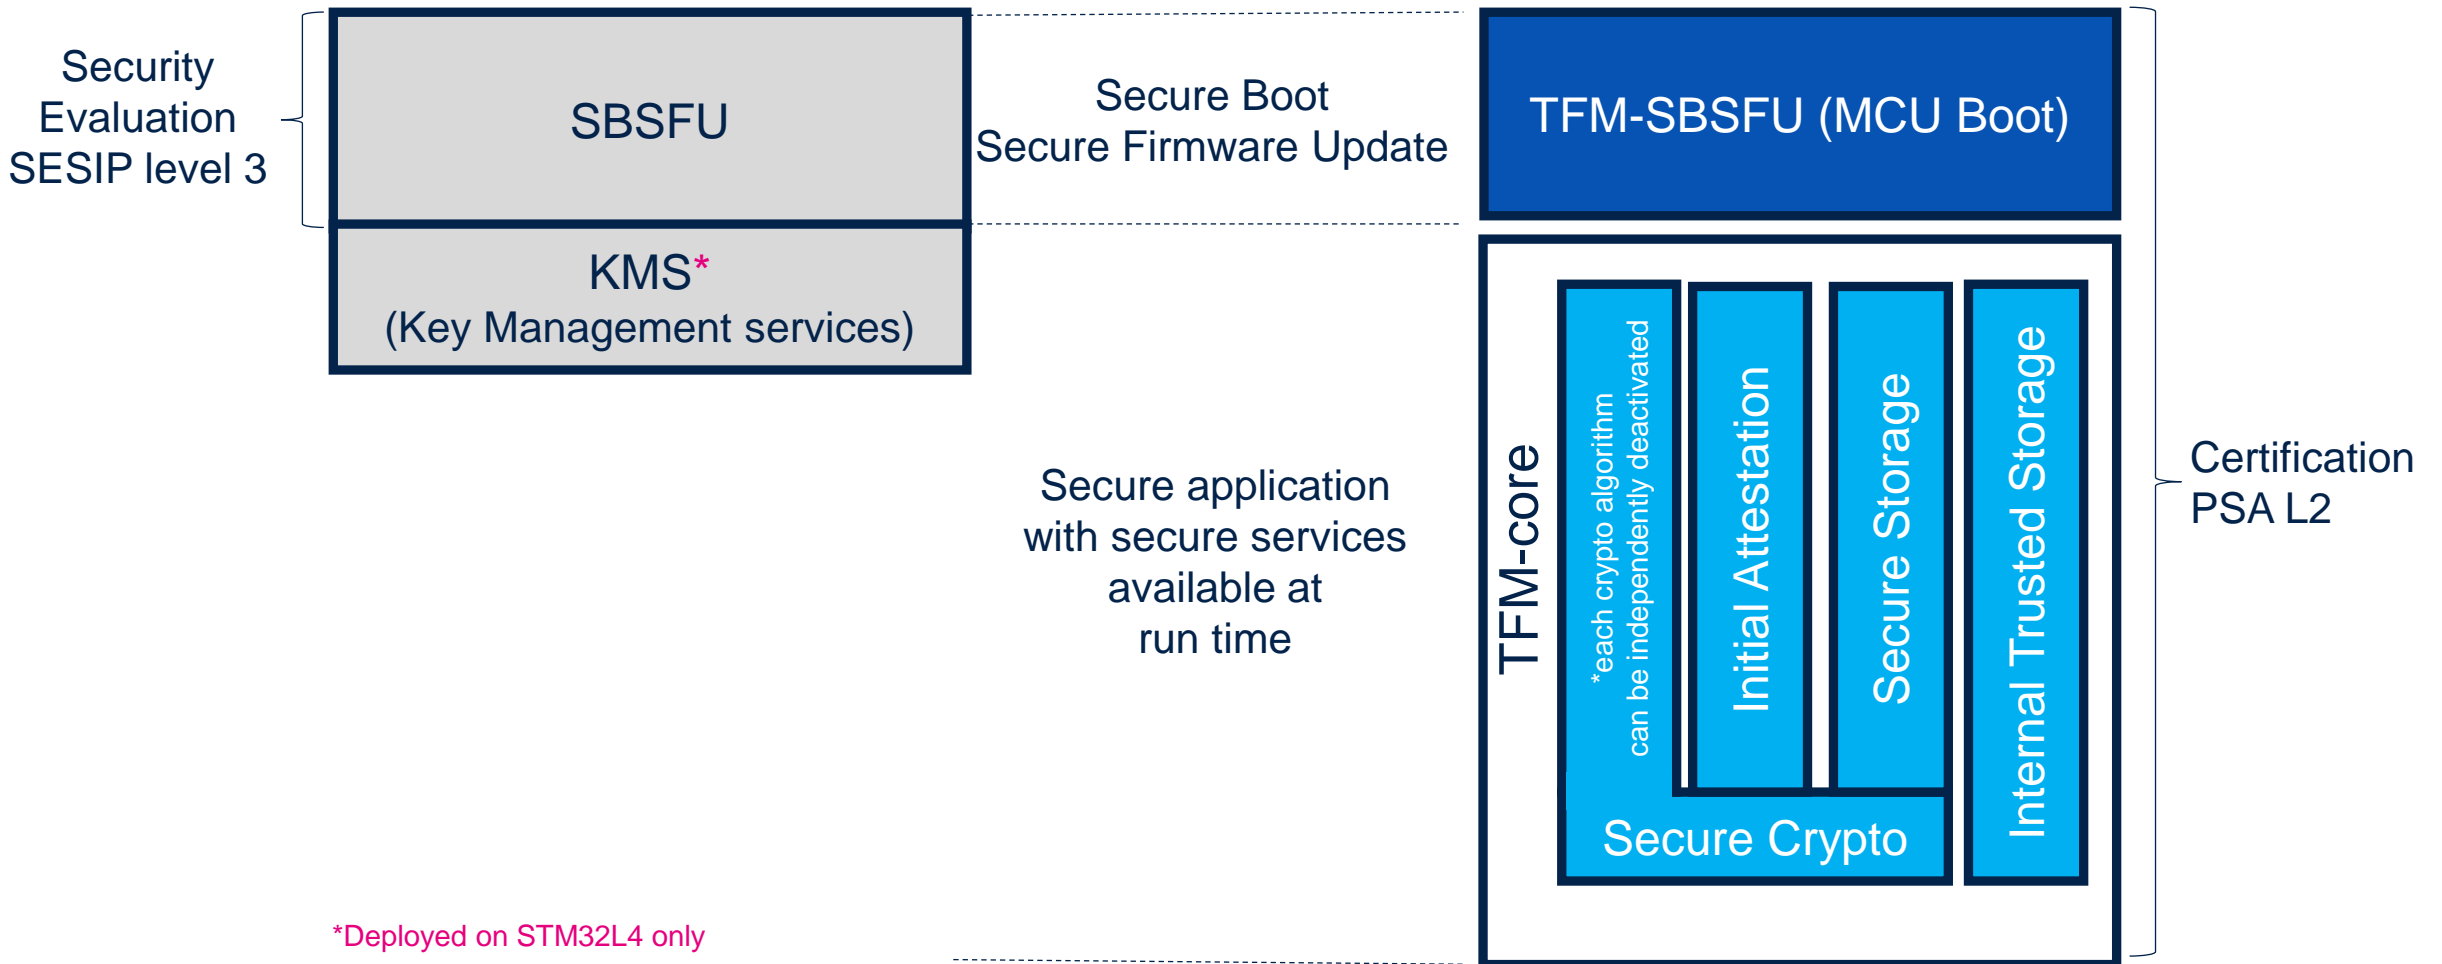 Security
Evaluation
SESIP level 3
SBSFU
KMS*
(Key Management services)
Secure Boot
Secure Firmware Update
Secure application
with secure services
available at
run time
TFM-SBSFU (MCU Boot)
TFM-core
*each crypto algorithm
can be independently deactivated
Initial Attestation
Secure Storage
Internal Trusted Storage
Secure Crypto
Certification
PSA L2
*Deployed on STM32L4 only